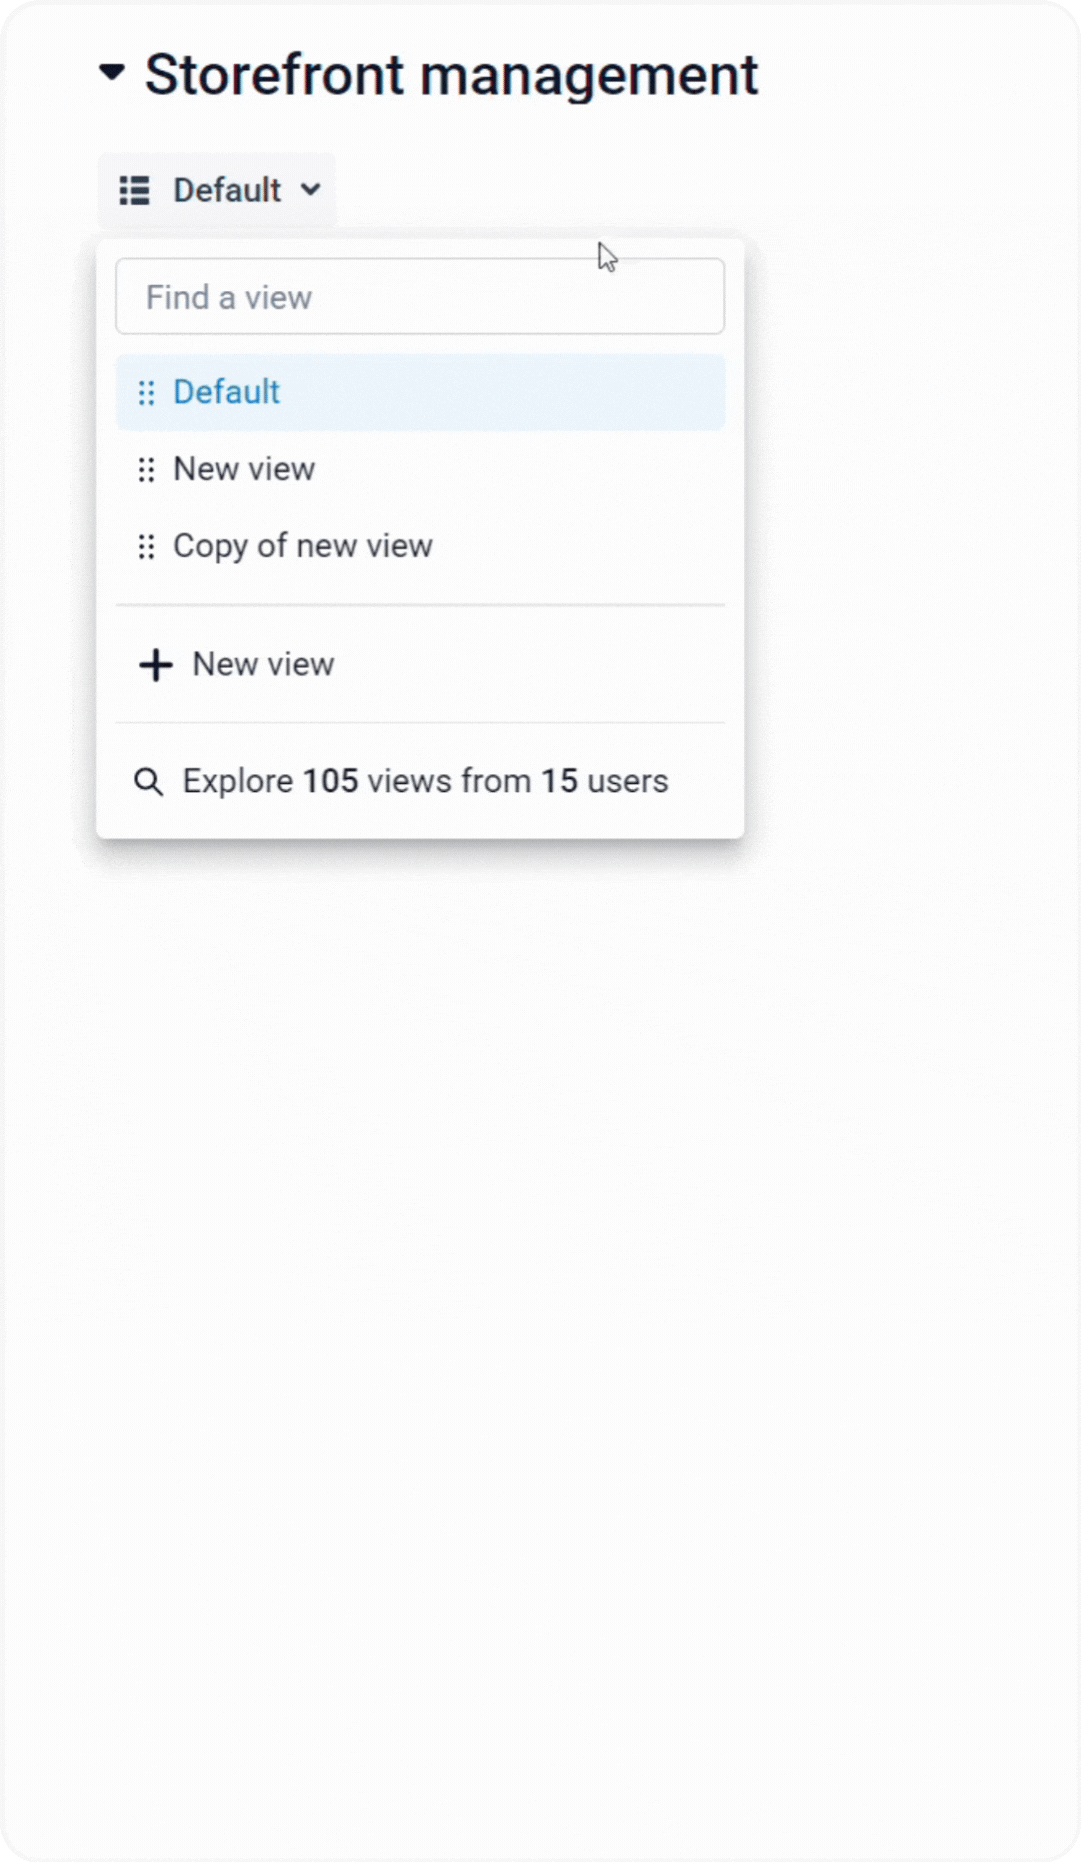 Storefront management
Default
Find a view
Default
New view
Copy of new view
New view
Explore 105 views from 15 users